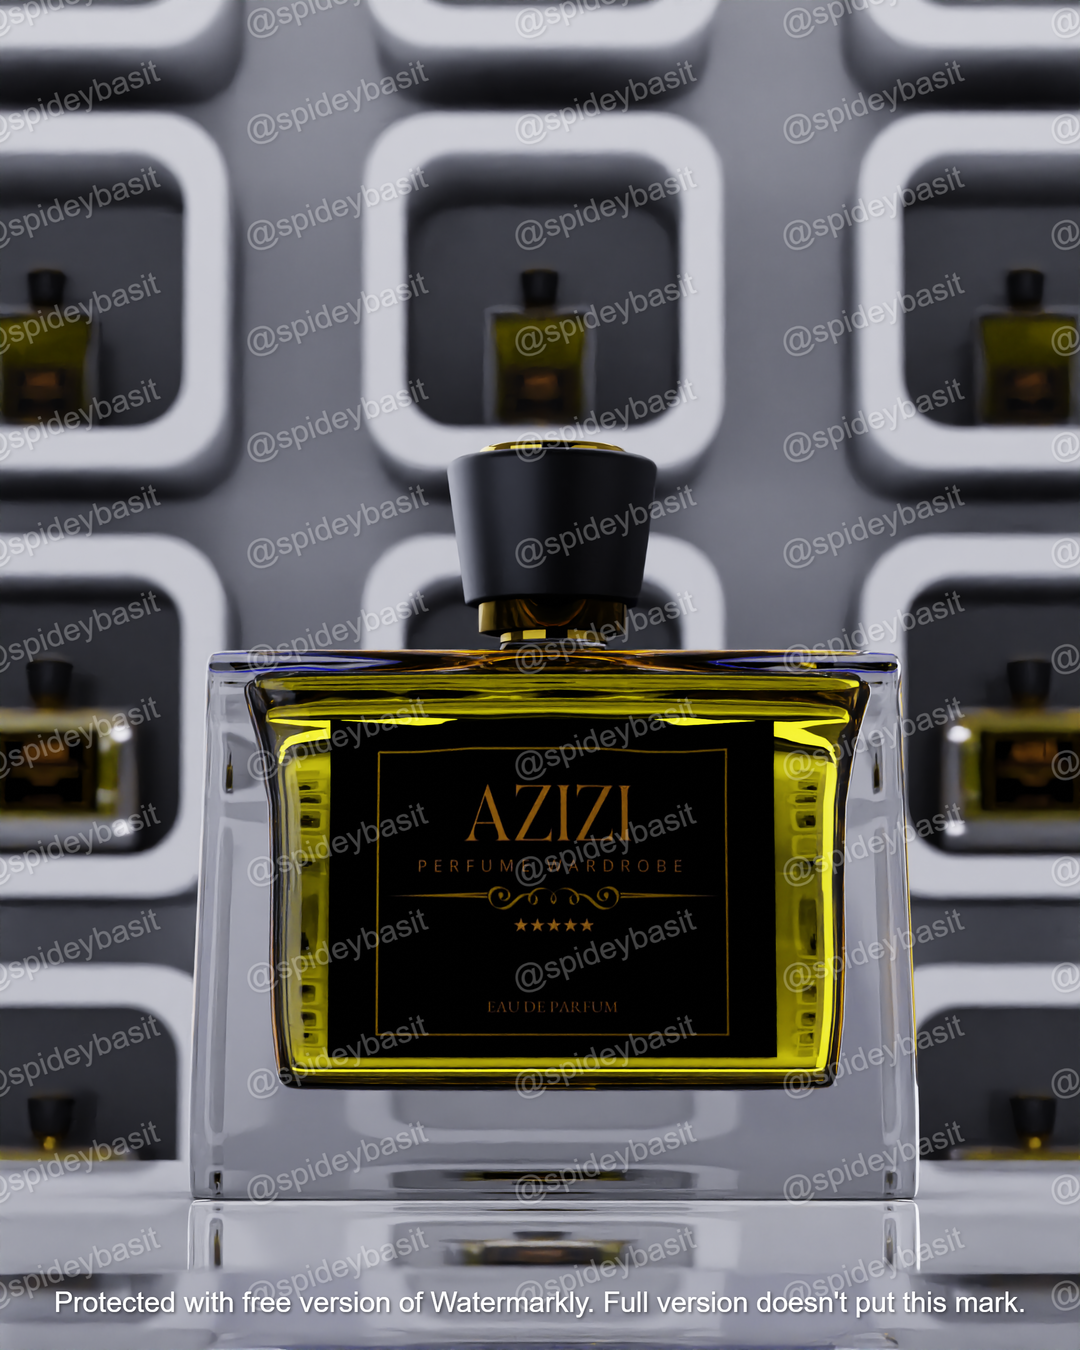 AZIZI
PERFUME WARDROBE
EAU DE PARFUM
@spideybasit
Protected with free version of Watermarkly. Full version doesn't put this mark.